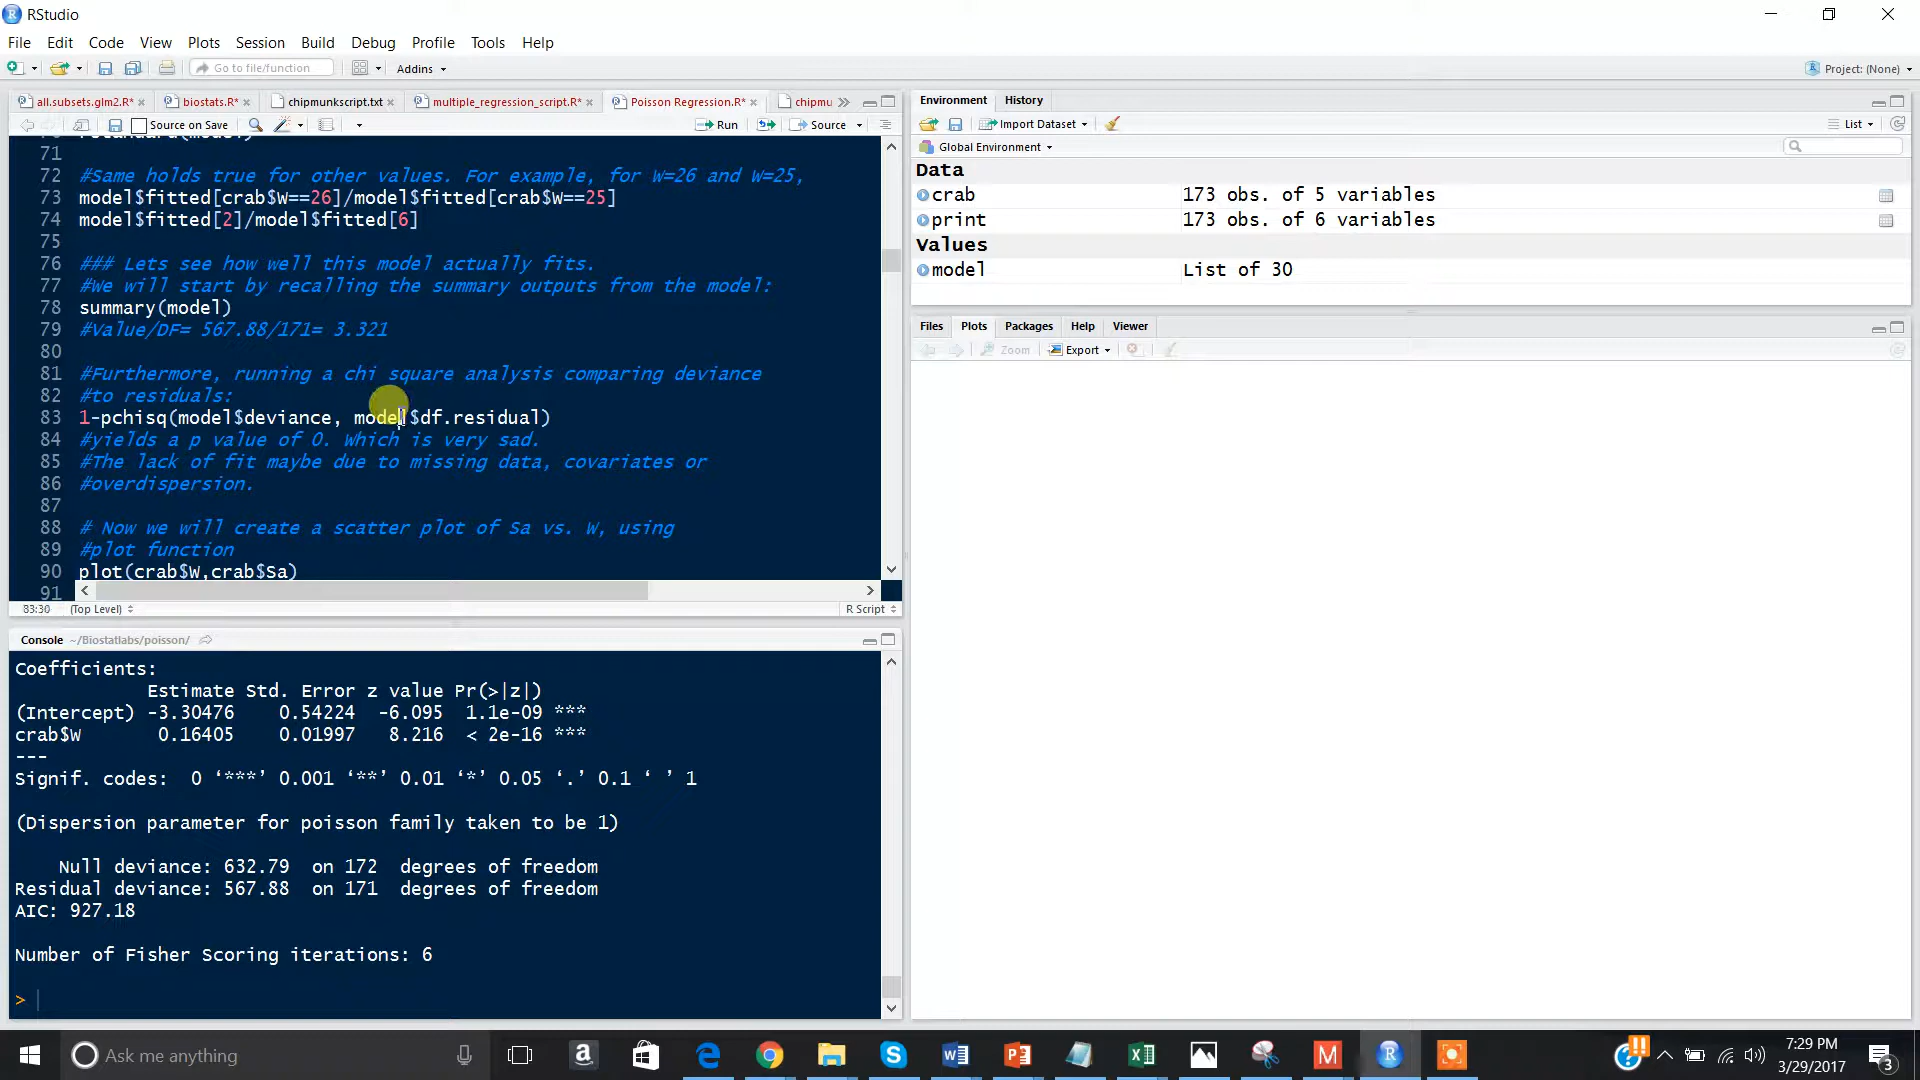 RStudio
File Edit Code View Plots Session Build Debug Profile Tools Help
Go to file/function Addins Project: (None)
all.subsets.glm2.R* biostats.R* chipmunkscript.txt multiple_regression_script.R* Poisson Regression.R* chipmu
Source on Save Run Source
71
72 #Same holds true for other values. For example, for W=26 and W=25,
73 model$fitted[crab$W==26]/model$fitted[crab$W==25]
74 model$fitted[2]/model$fitted[6]
75
76 ### Lets see how well this model actually fits.
77 #We will start by recalling the summary outputs from the model:
78 summary(model)
79 #Value/DF= 567.88/171= 3.321
80
81 #Furthermore, running a chi square analysis comparing deviance
82 #to residuals:
83 1-pchisq(model$deviance, model$df.residual)
84 #yields a p value of 0. Which is very sad.
85 #The lack of fit maybe due to missing data, covariates or
86 #overdispersion.
87
88 # Now we will create a scatter plot of Sa vs. W, using
89 #plot function
90 plot(crab$W,crab$Sa)
91
83:30 (Top Level) R Script
Console ~/Biostatlabs/poisson/
Coefficients:
Estimate Std. Error z value Pr(>|z|)
(Intercept) -3.30476 0.54224 -6.095 1.1e-09 ***
crab$W 0.16405 0.01997 8.216 < 2e-16 ***
---
Signif. codes: 0 ‘***’ 0.001 ‘**’ 0.01 ‘*’ 0.05 ‘.’ 0.1 ‘ ’ 1
(Dispersion parameter for poisson family taken to be 1)
Null deviance: 632.79 on 172 degrees of freedom
Residual deviance: 567.88 on 171 degrees of freedom
AIC: 927.18
Number of Fisher Scoring iterations: 6
>
Environment History
Import Dataset List
Global Environment
Data
crab 173 obs. of 5 variables
print 173 obs. of 6 variables
Values
model List of 30
Files Plots Packages Help Viewer
Zoom Export
Ask me anything
7:29 PM
3/29/2017
3